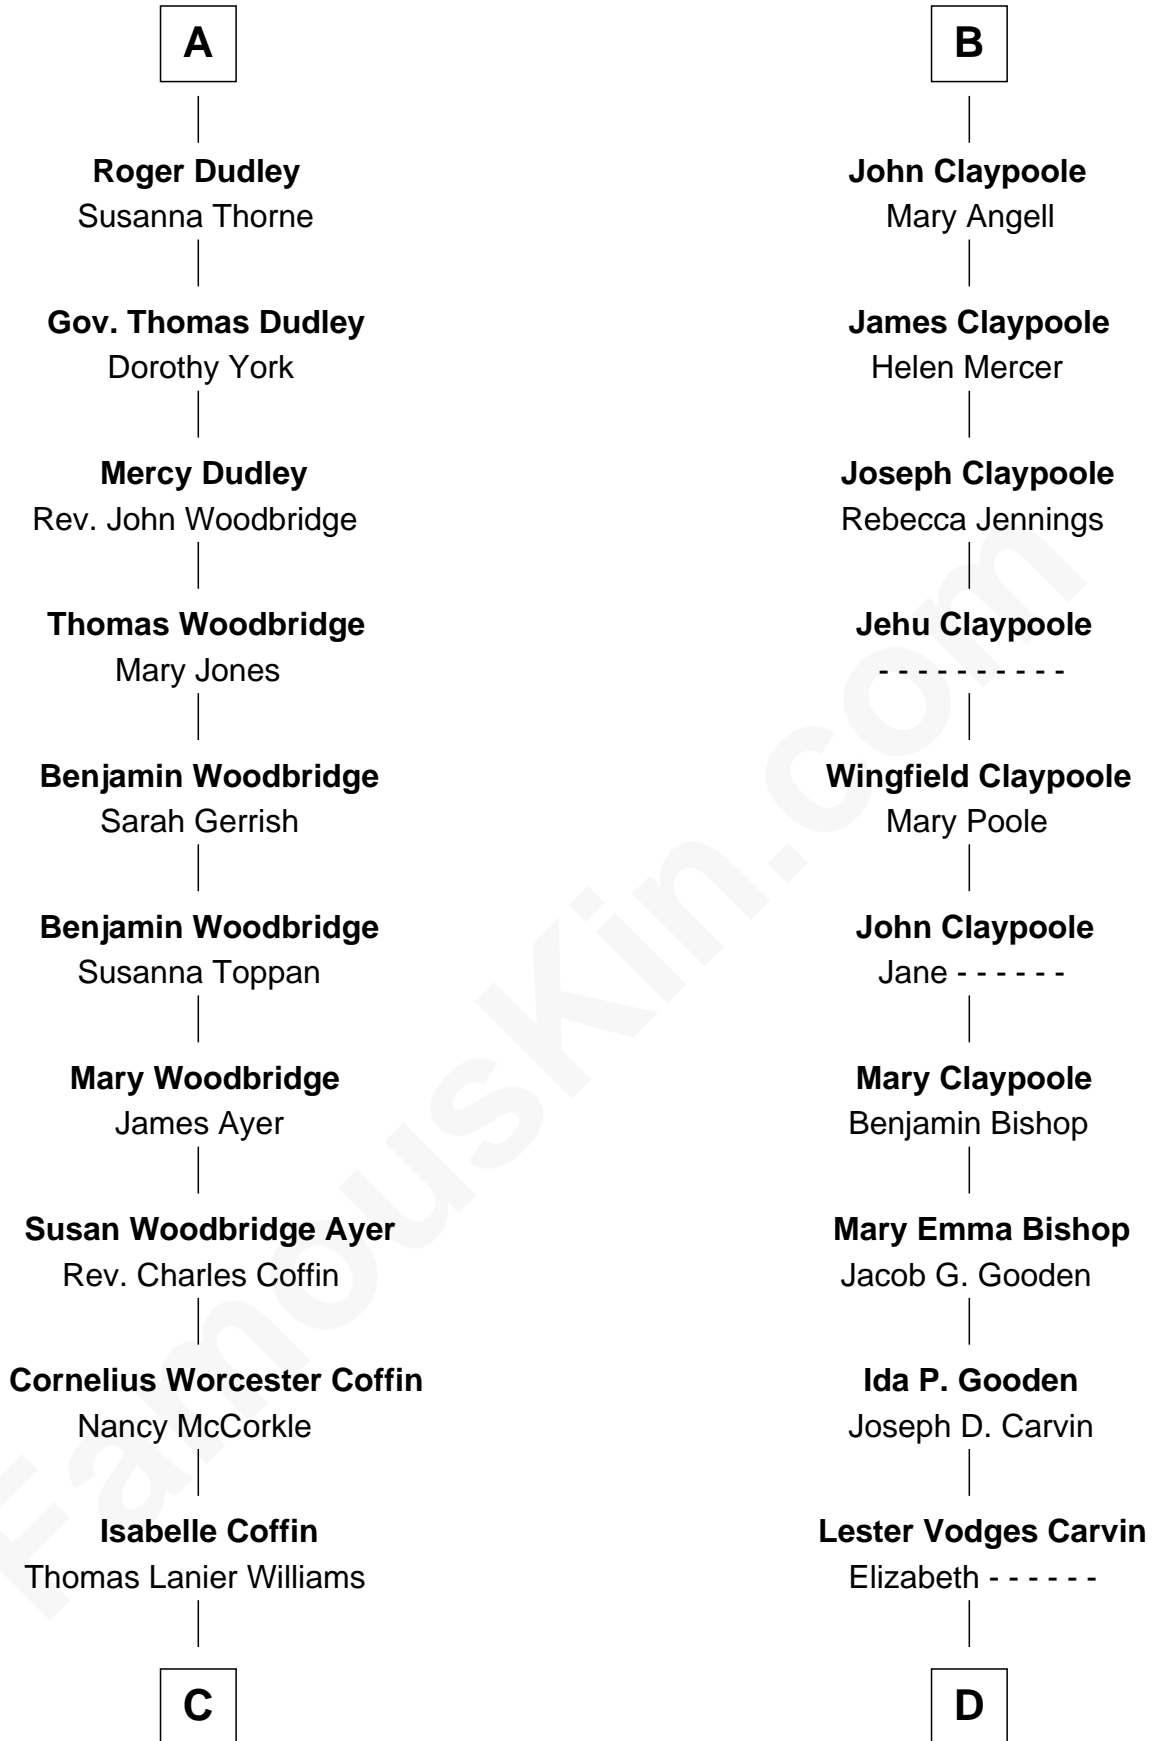 A
Roger Dudley
Susanna Thorne
Gov. Thomas Dudley
Dorothy York
Mercy Dudley
Rev. John Woodbridge
Thomas Woodbridge
Mary Jones
Benjamin Woodbridge
Sarah Gerrish
Benjamin Woodbridge
Susanna Toppan
Mary Woodbridge
James Ayer
Susan Woodbridge Ayer
Rev. Charles Coffin
Cornelius Worcester Coffin
Nancy McCorkle
Isabelle Coffin
Thomas Lanier Williams
C
B
John Claypoole
Mary Angell
James Claypoole
Helen Mercer
Joseph Claypoole
Rebecca Jennings
Jehu Claypoole
- - - - - - - - - -
Wingfield Claypoole
Mary Poole
John Claypoole
Jane - - - - - -
Mary Claypoole
Benjamin Bishop
Mary Emma Bishop
Jacob G. Gooden
Ida P. Gooden
Joseph D. Carvin
Lester Vodges Carvin
Elizabeth - - - - - -
D
FamousKin.com